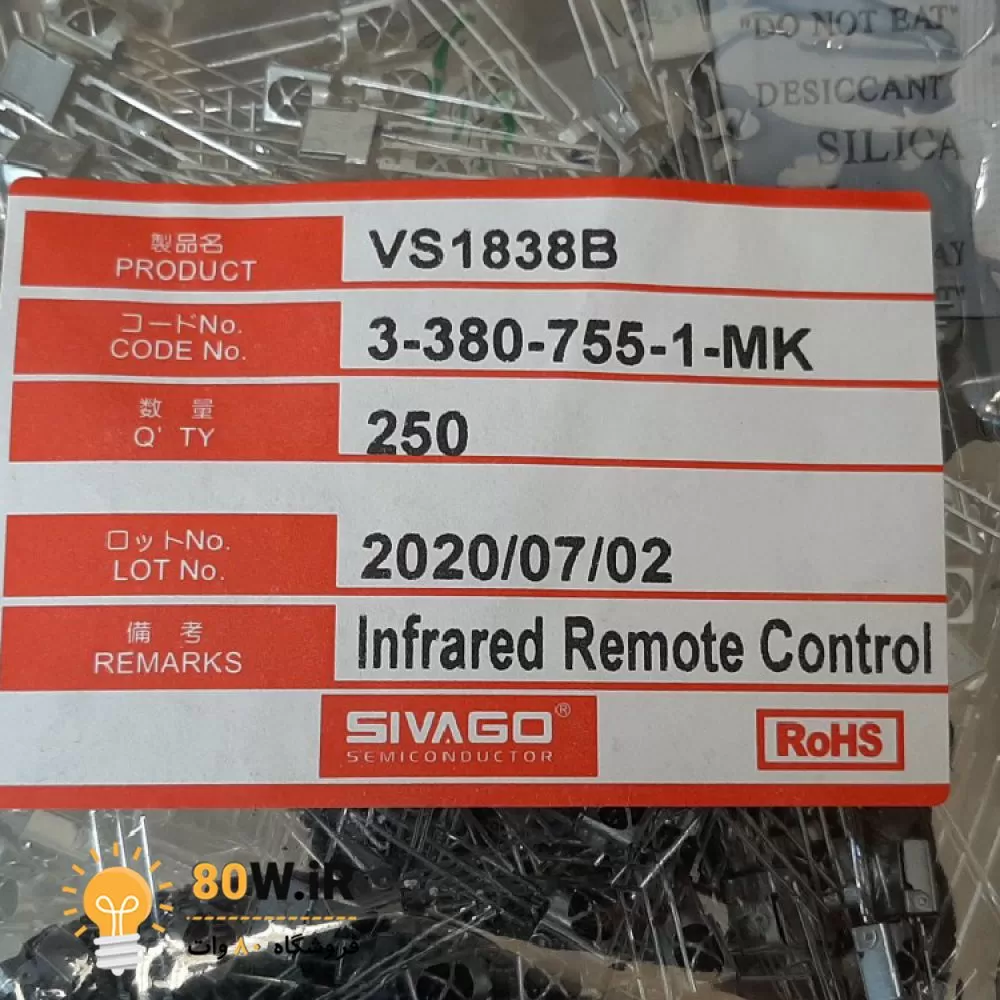 "DO NOT EAT"
DESICCANT
SILICA
製品名
PRODUCT
VS1838B
コードNo.
CODE No.
3-380-755-1-MK
数 量
Q' TY
250
ロットNo.
LOT No.
2020/07/02
備 考
REMARKS
Infrared Remote Control
SIVAGO®
SEMICONDUCTOR
RoHS
80W.iR
فروشگاه ۸۰ وات